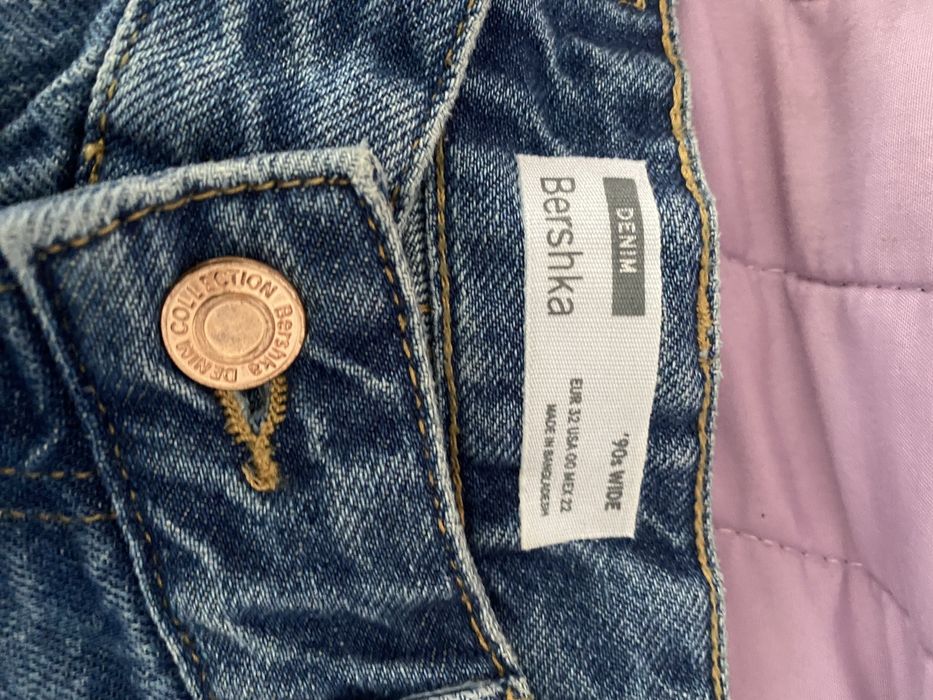 DENIM
Bershka
'90s WIDE
EUR 32 USA 00 MEX 22
MADE IN BANGLADESH
Bershka DENIM COLLECTION